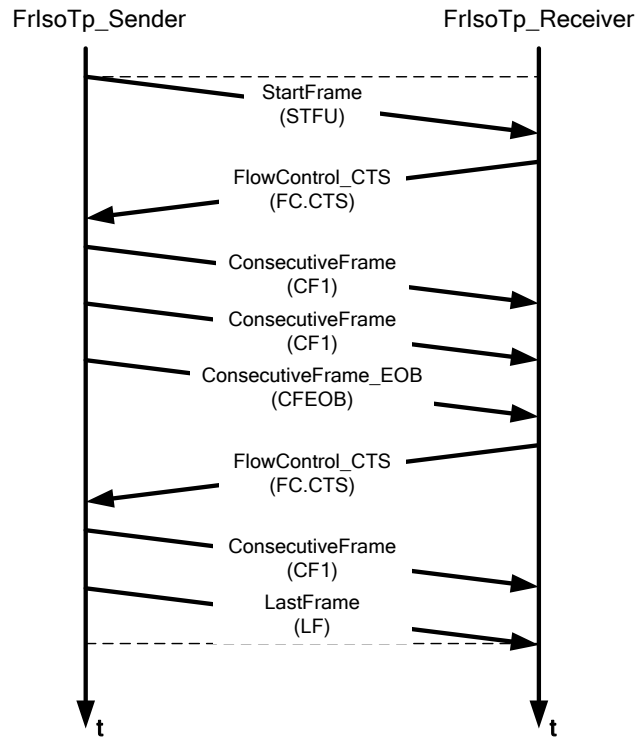 FrIsoTp_Sender
FrIsoTp_Receiver
StartFrame
(STFU)
FlowControl_CTS
(FC.CTS)
ConsecutiveFrame
(CF1)
ConsecutiveFrame
(CF1)
ConsecutiveFrame_EOB
(CFEOB)
FlowControl_CTS
(FC.CTS)
ConsecutiveFrame
(CF1)
LastFrame
(LF)
t
t